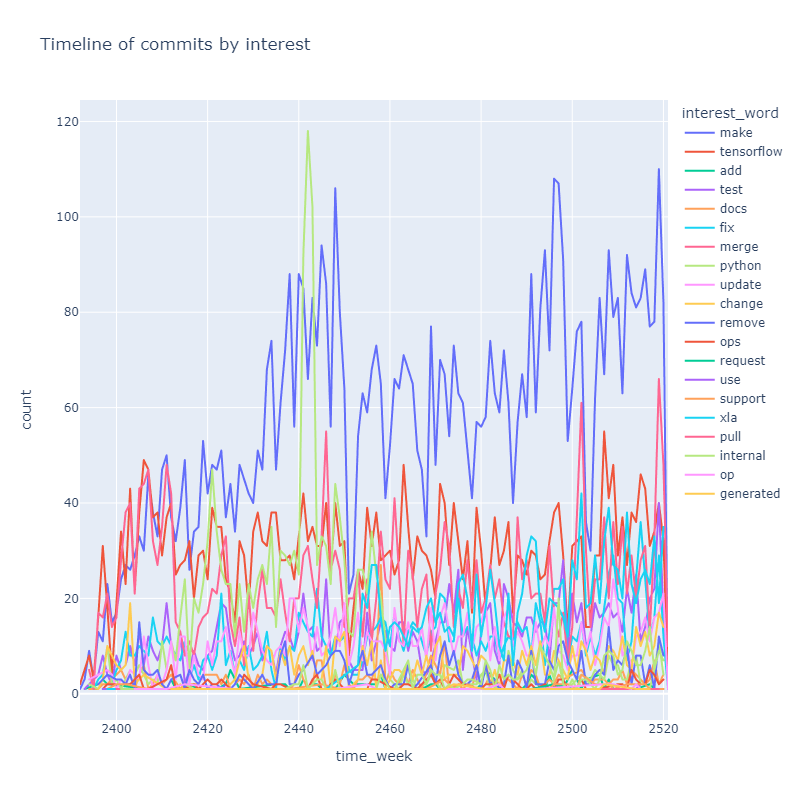 Timeline of commits by interest
interest_word
make
tensorflow
add
test
docs
fix
merge
python
update
change
remove
ops
request
use
support
xla
pull
internal
op
generated
120
100
80
60
40
20
0
count
2400
2420
2440
2460
2480
2500
2520
time_week